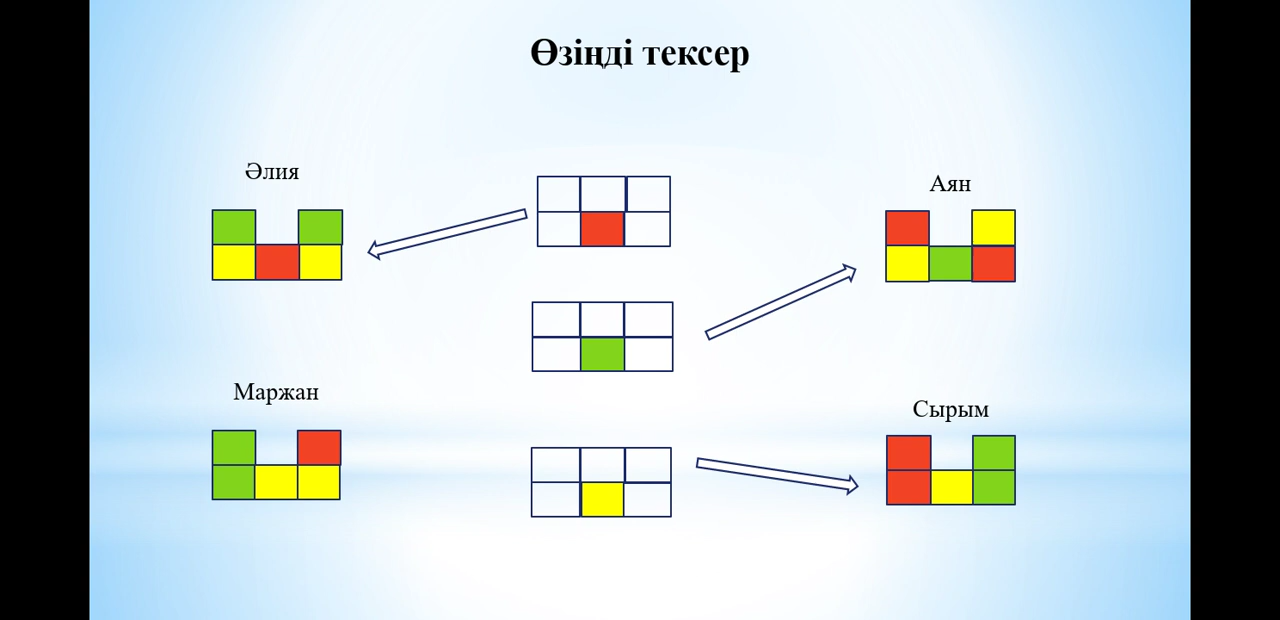 Өзіңді тексер
Әлия
Аян
Маржан
Сырым